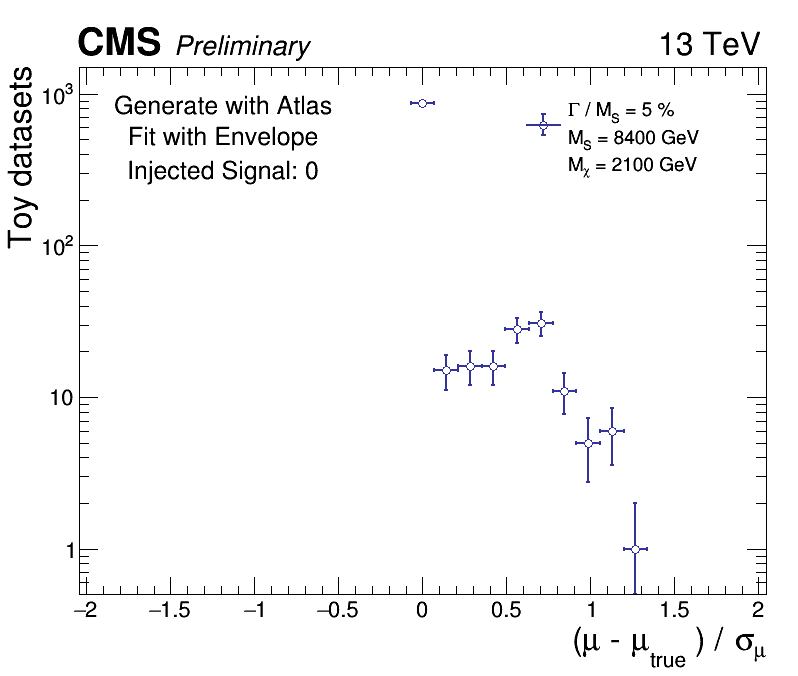 CMS Preliminary 13 TeV
Toy datasets
Generate with Atlas
Fit with Envelope
Injected Signal: 0
Γ / M_S = 5 %
M_S = 8400 GeV
M_χ = 2100 GeV
10³
10²
10
1
−2 −1.5 −1 −0.5 0 0.5 1 1.5 2
(μ - μ_true ) / σ_μ